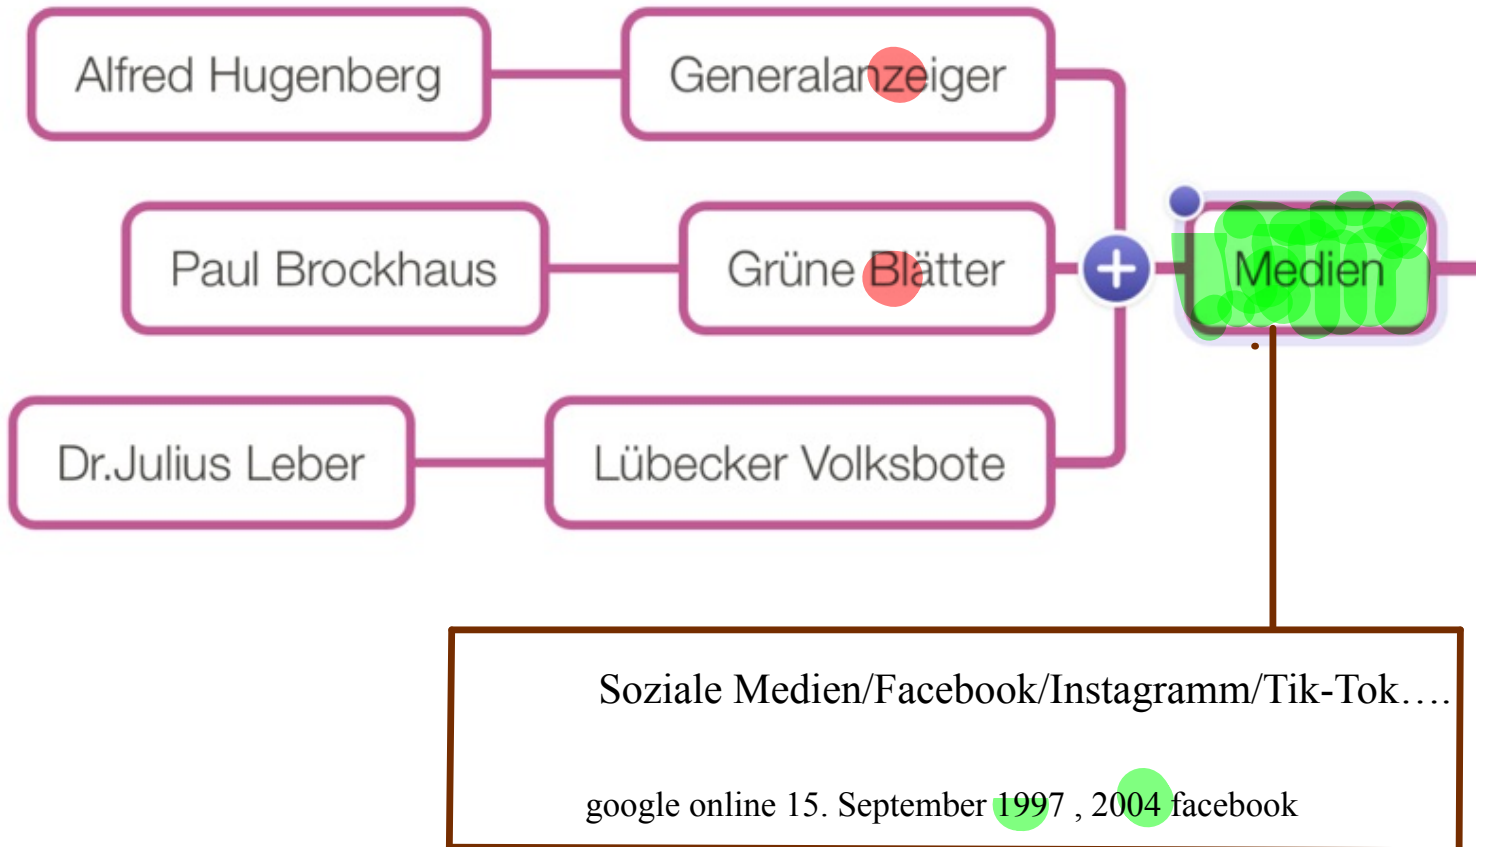 Alfred Hugenberg Generalanzeiger
Paul Brockhaus Grüne Blätter Medien
Dr.Julius Leber Lübecker Volksbote
Soziale Medien/Facebook/Instagramm/Tik-Tok….
google online 15. September 1997 , 2004 facebook